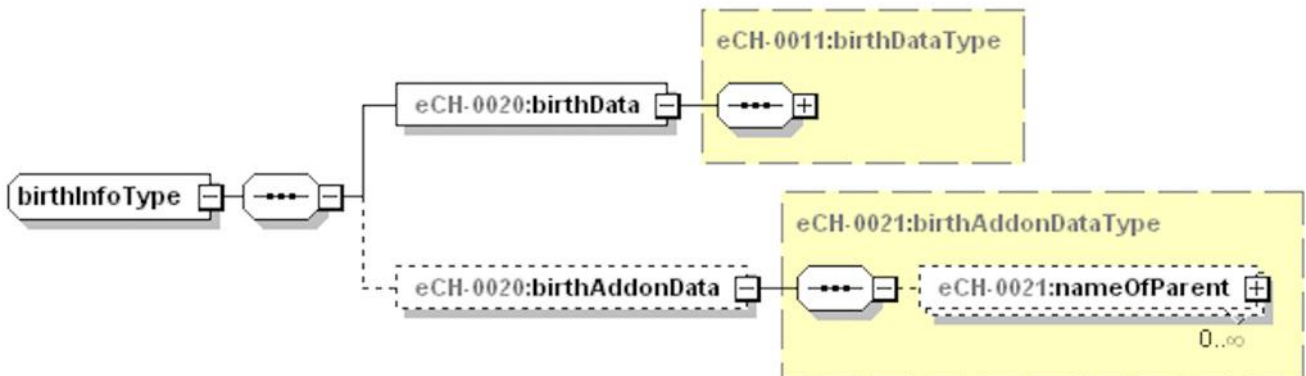 eCH-0011:birthDataType
eCH-0020:birthData
birthInfoType
eCH-0021:birthAddonDataType
eCH-0020:birthAddonData
eCH-0021:nameOfParent
0..∞